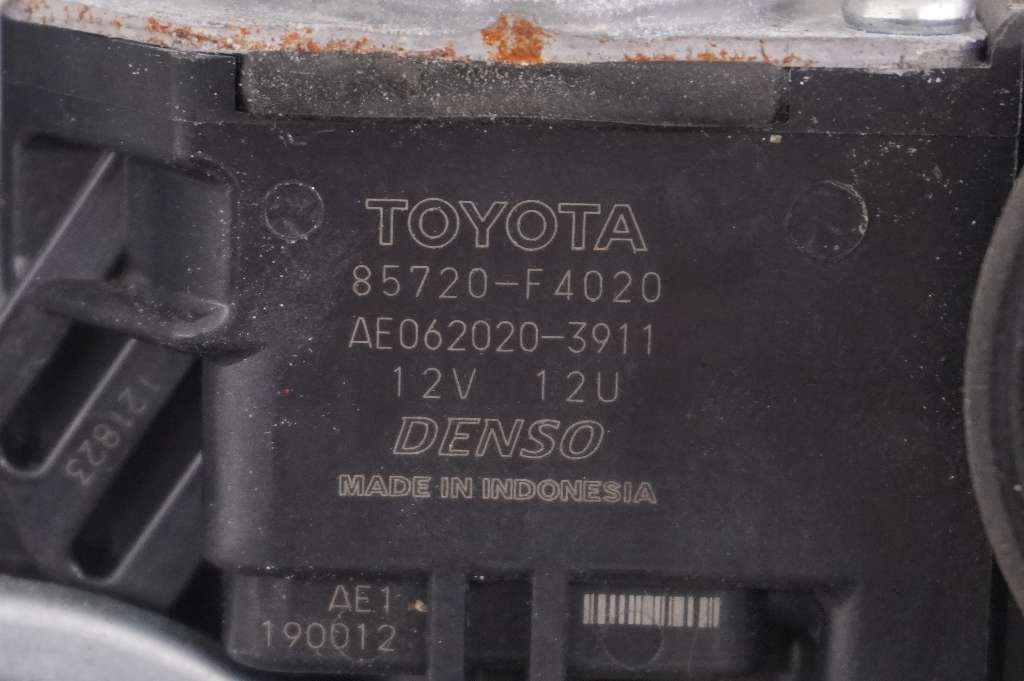 TOYOTA
85720-F4020
AE062020-3911
12V 12U
DENSO
MADE IN INDONESIA
121823
AE1
190012